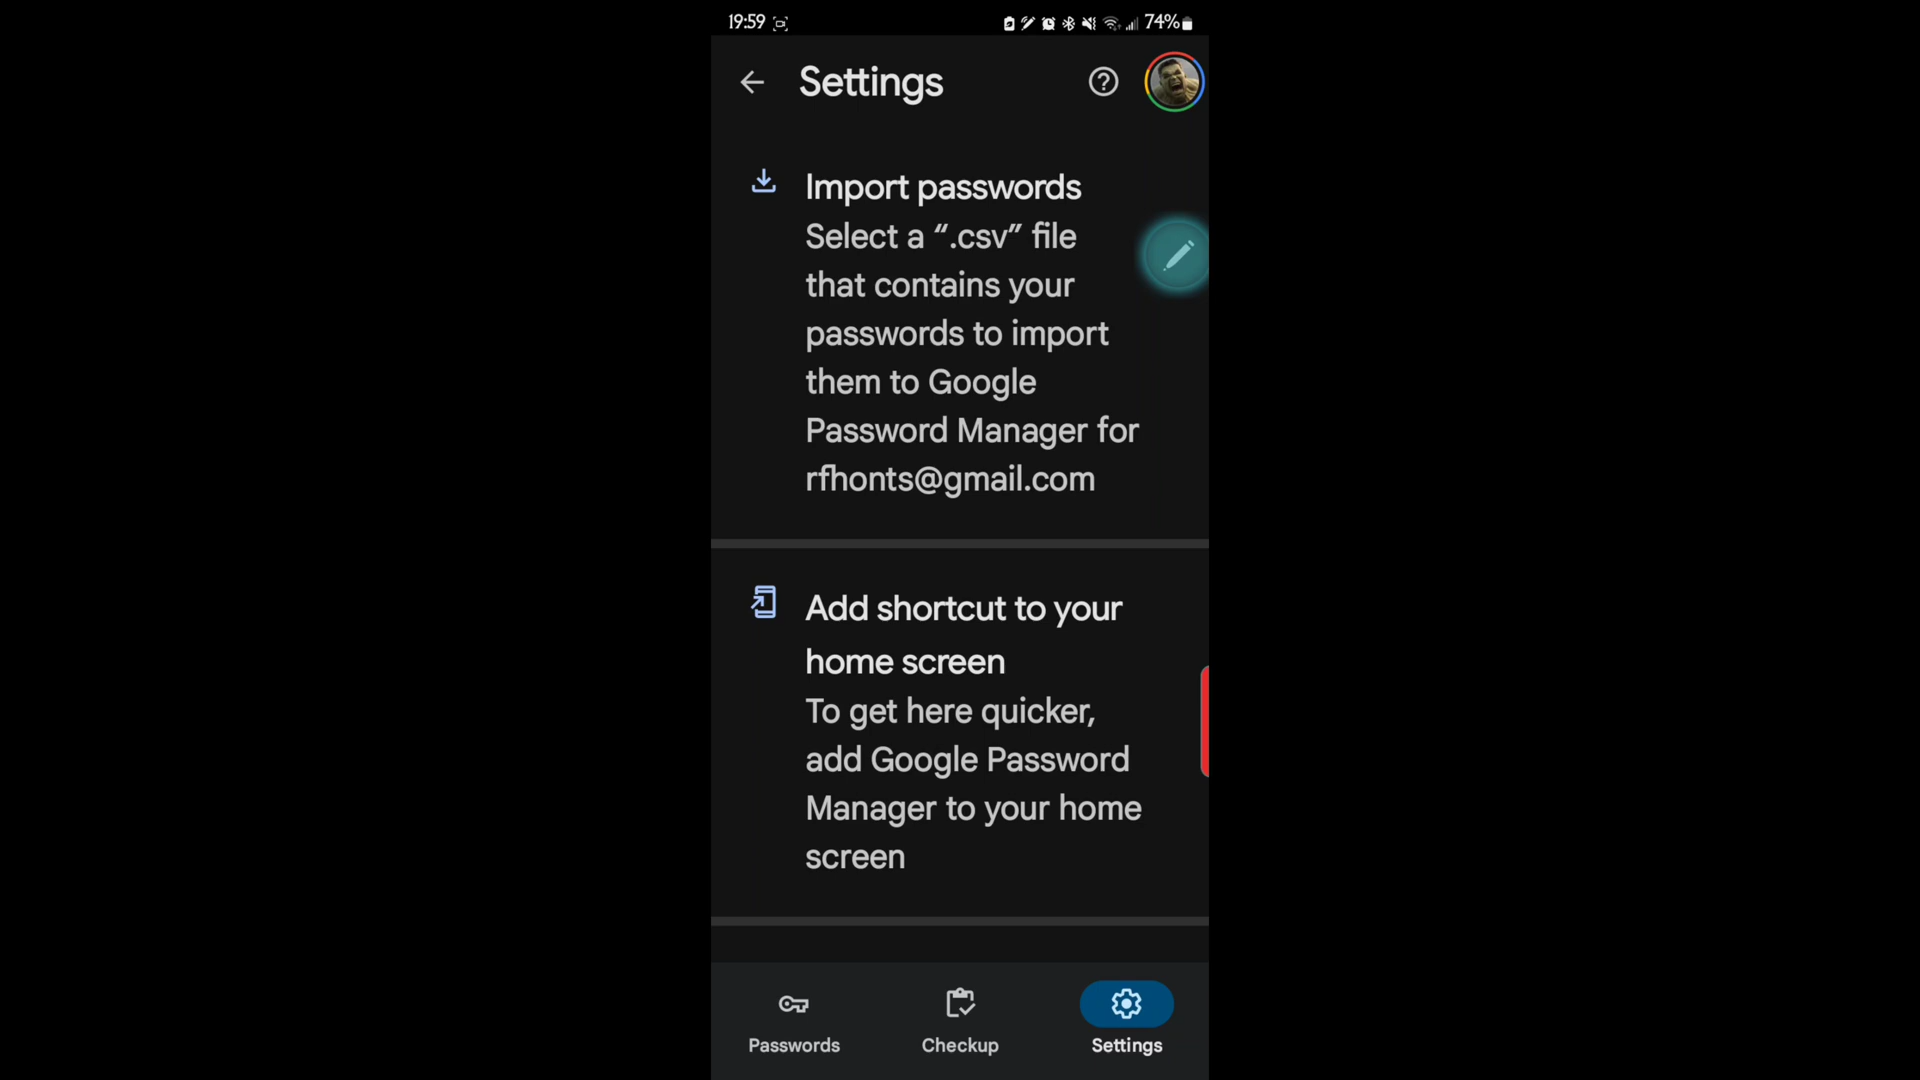 19:59 74%
Settings
Import passwords
Select a “.csv” file
that contains your
passwords to import
them to Google
Password Manager for
rfhonts@gmail.com
Add shortcut to your
home screen
To get here quicker,
add Google Password
Manager to your home
screen
Passwords Checkup Settings